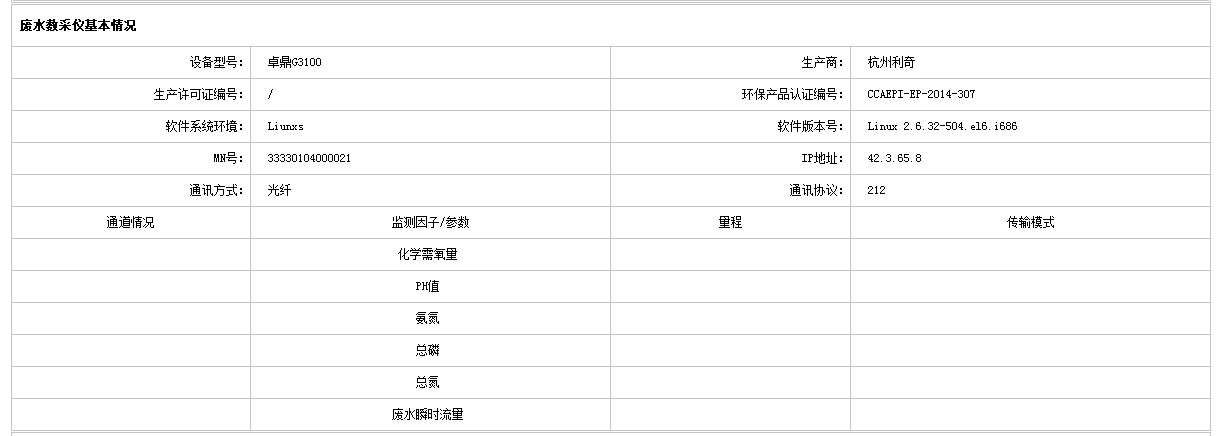 废水数采仪基本情况
设备型号： 卓鼎G3100 生产商： 杭州利奇
生产许可证编号： / 环保产品认证编号： CCAEPI-EP-2014-307
软件系统环境： Liunxs 软件版本号： Linux 2.6.32-504.el6.i686
MN号： 33330104000021 IP地址： 42.3.65.8
通讯方式： 光纤 通讯协议： 212
通道情况 监测因子/参数 量程 传输模式
化学需氧量
PH值
氨氮
总磷
总氮
废水瞬时流量